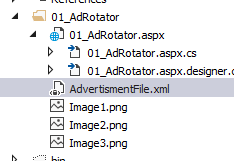 References
01_AdRotator
01_AdRotator.aspx
01_AdRotator.aspx.cs
01_AdRotator.aspx.designer.c
AdvertismentFile.xml
Image1.png
Image2.png
Image3.png
bin